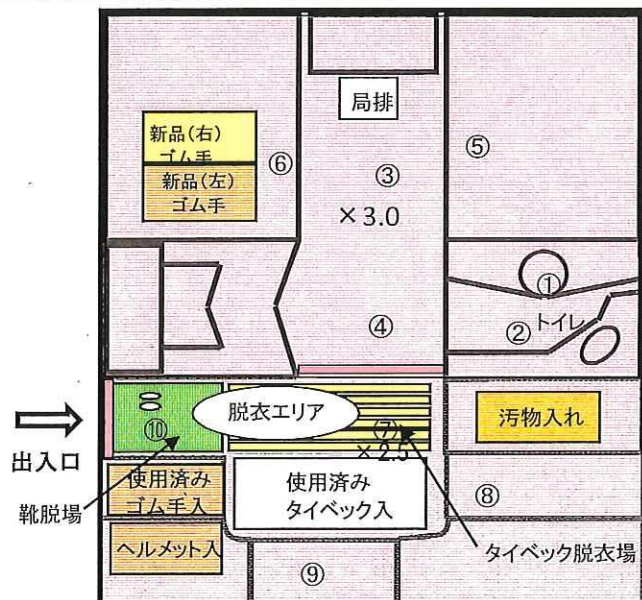 局排
新品(右)
ゴム手
新品(左)
ゴム手
⑥
③
⑤
×3.0
①
④
②
トイレ
出入口
⑩
脱衣エリア
⑦
×2.5
汚物入れ
靴脱場
使用済み
ゴム手入
使用済み
タイベック入
⑧
ヘルメット入
タイベック脱衣場
⑨